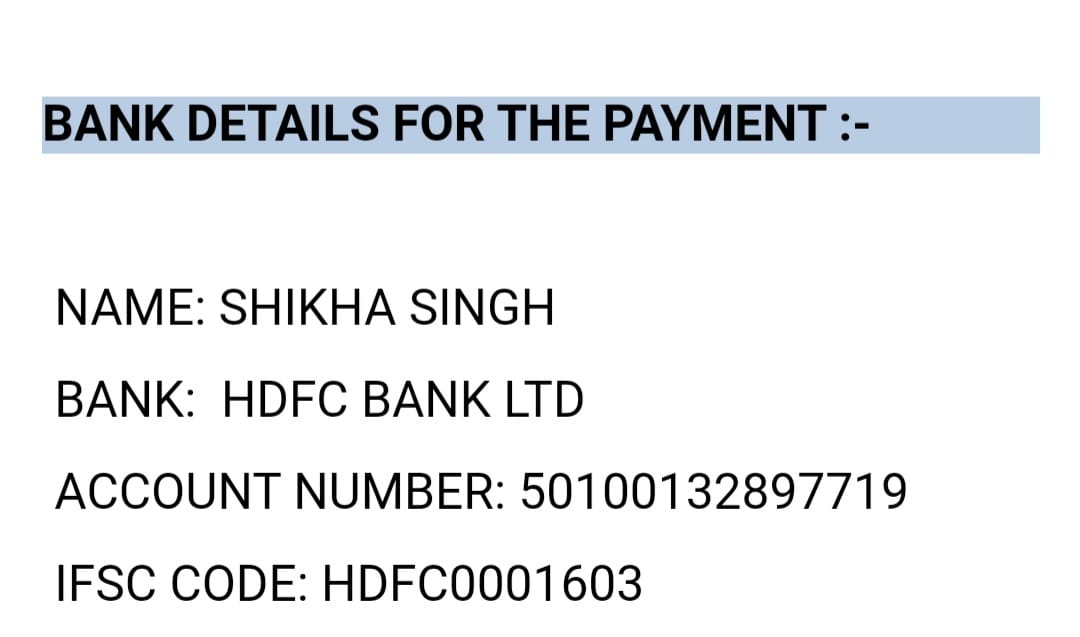 BANK DETAILS FOR THE PAYMENT :-
NAME: SHIKHA SINGH
BANK: HDFC BANK LTD
ACCOUNT NUMBER: 50100132897719
IFSC CODE: HDFC0001603